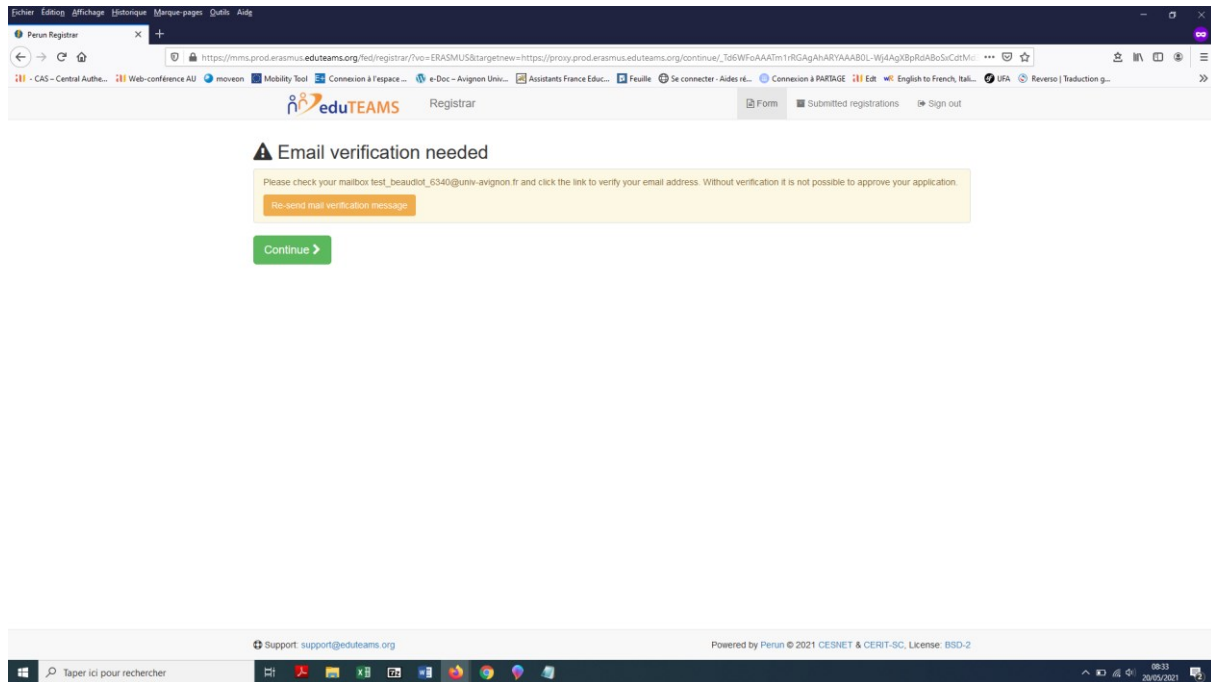 Fichier Édition Affichage Historique Marque-pages Outils Aide
Perun Registrar
https://mms.prod.erasmus.eduteams.org/fed/registrar/?vo=ERASMUS&targetnew=https://proxy.prod.erasmus.eduteams.org/continue/
- CAS – Central Authe... Web-conférence AU moveon Mobility Tool Connexion à l'espace ... e-Doc – Avignon Univ... Assistants France Educ... Feuille Se connecter - Aides ré... Connexion à PARTAGE Edt English to French, Itali... UFA Reverso | Traduction g...
eduTEAMS Registrar Form Submitted registrations Sign out
Email verification needed
Please check your mailbox test_beaudlot_6340@univ-avignon.fr and click the link to verify your email address. Without verification it is not possible to approve your application.
Re-send mail verification message
Continue
Support: support@eduteams.org Powered by Perun © 2021 CESNET & CERIT-SC, License: BSD-2
Taper ici pour rechercher 08:33
20/05/2021